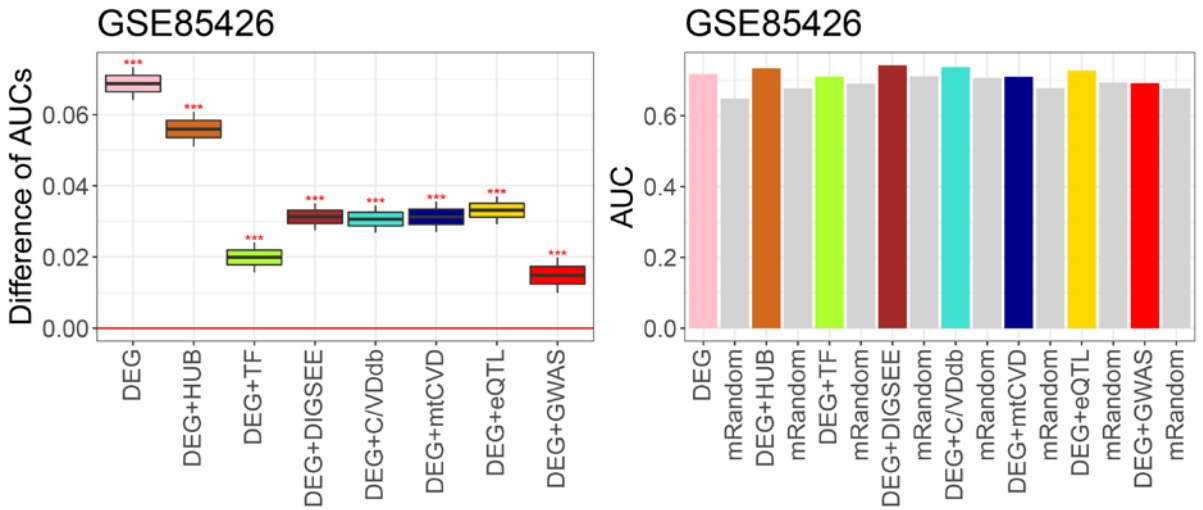 GSE85426
Difference of AUCs
0.06
0.04
0.02
0.00
***
***
***
***
***
***
***
***
DEG
DEG+HUB
DEG+TF
DEG+DIGSEE
DEG+C/VDdb
DEG+mtCVD
DEG+eQTL
DEG+GWAS
GSE85426
AUC
0.6
0.4
0.2
0.0
DEG
mRandom
DEG+HUB
mRandom
DEG+TF
mRandom
DEG+DIGSEE
mRandom
DEG+C/VDdb
mRandom
DEG+mtCVD
mRandom
DEG+eQTL
mRandom
DEG+GWAS
mRandom